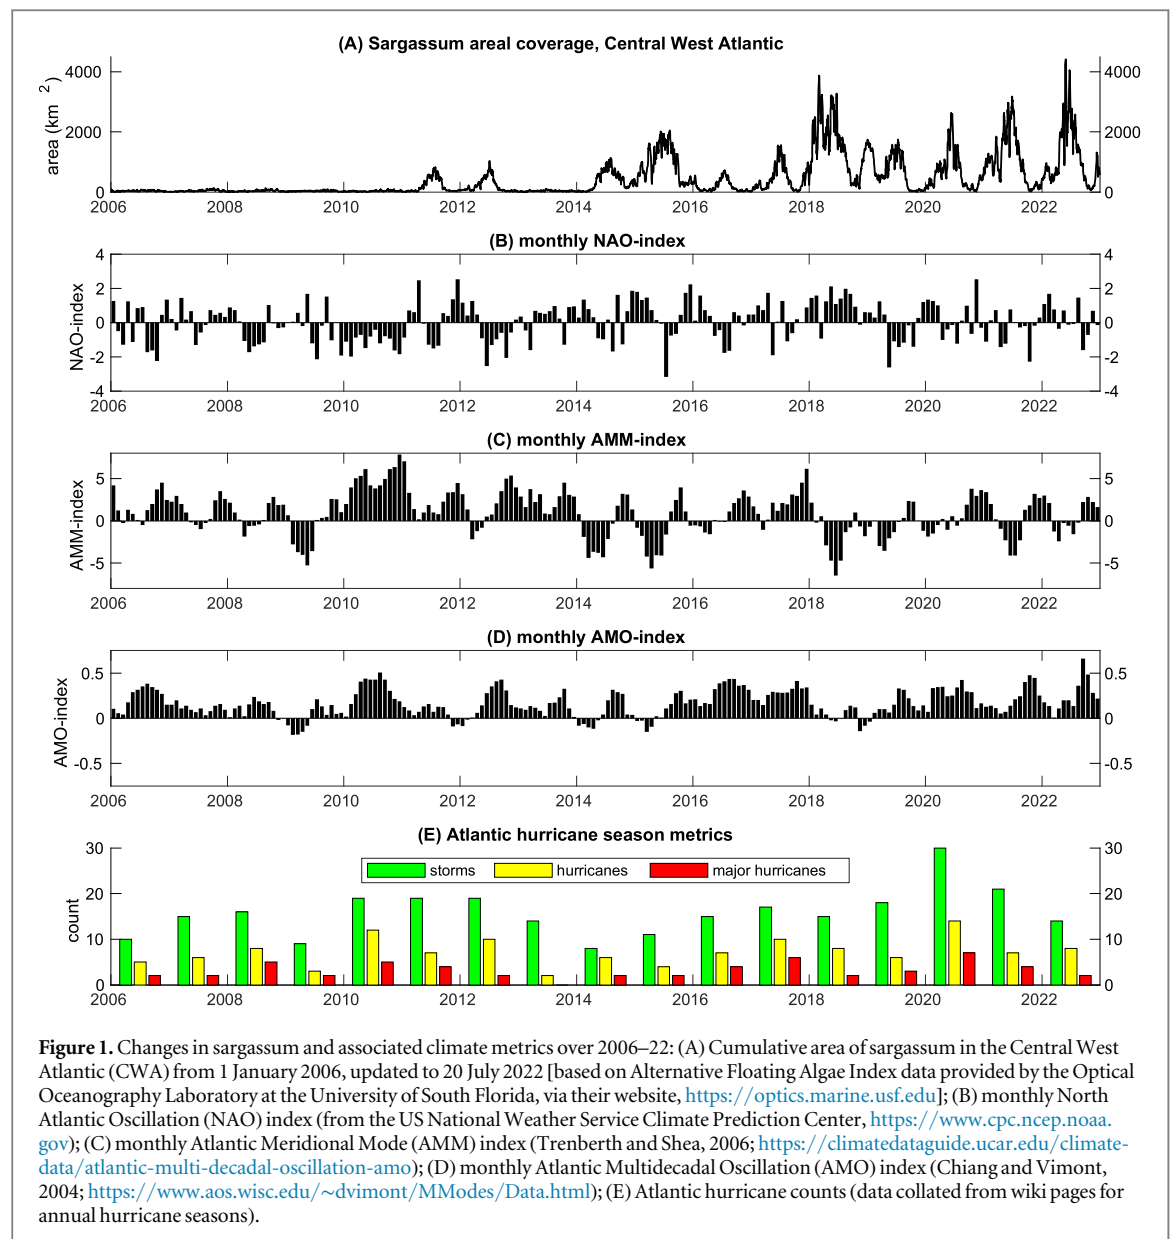 (A) Sargassum areal coverage, Central West Atlantic
area (km 2)
4000 4000
2000 2000
0 0
2006 2008 2010 2012 2014 2016 2018 2020 2022
(B) monthly NAO-index
NAO-index
4 4
2 2
0 0
-2 -2
-4 -4
2006 2008 2010 2012 2014 2016 2018 2020 2022
(C) monthly AMM-index
AMM-index
5 5
0 0
-5 -5
2006 2008 2010 2012 2014 2016 2018 2020 2022
(D) monthly AMO-index
AMO-index
0.5 0.5
0 0
-0.5 -0.5
2006 2008 2010 2012 2014 2016 2018 2020 2022
(E) Atlantic hurricane season metrics
count
storms hurricanes major hurricanes
30 30
20 20
10 10
0 0
2006 2008 2010 2012 2014 2016 2018 2020 2022
Figure 1. Changes in sargassum and associated climate metrics over 2006–22: (A) Cumulative area of sargassum in the Central West
Atlantic (CWA) from 1 January 2006, updated to 20 July 2022 [based on Alternative Floating Algae Index data provided by the Optical
Oceanography Laboratory at the University of South Florida, via their website, https://optics.marine.usf.edu]; (B) monthly North
Atlantic Oscillation (NAO) index (from the US National Weather Service Climate Prediction Center, https://www.cpc.ncep.noaa.
gov); (C) monthly Atlantic Meridional Mode (AMM) index (Trenberth and Shea, 2006; https://climatedataguide.ucar.edu/climate-
data/atlantic-multi-decadal-oscillation-amo); (D) monthly Atlantic Multidecadal Oscillation (AMO) index (Chiang and Vimont,
2004; https://www.aos.wisc.edu/~dvimont/MModes/Data.html); (E) Atlantic hurricane counts (data collated from wiki pages for
annual hurricane seasons).